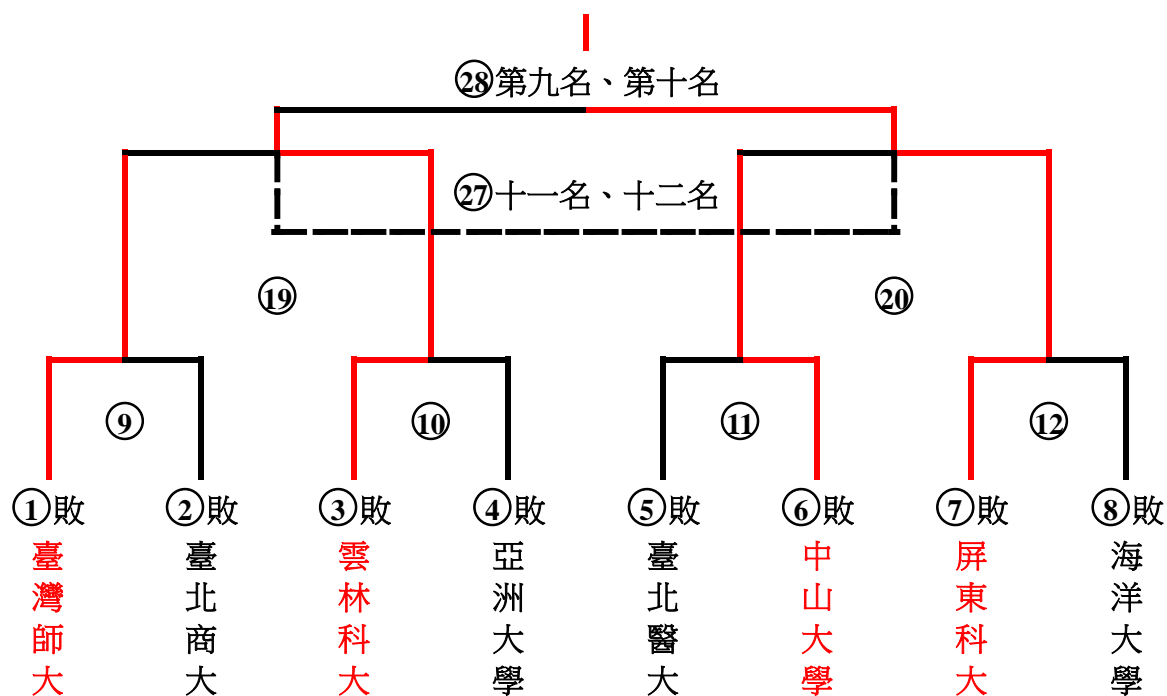 ㉘第九名、第十名
㉗十一名、十二名
⑲
⑳
⑨
⑩
⑪
⑫
①敗
②敗
③敗
④敗
⑤敗
⑥敗
⑦敗
⑧敗
臺灣師大
臺北商大
雲林科大
亞洲大學
臺北醫大
中山大學
屏東科大
海洋大學